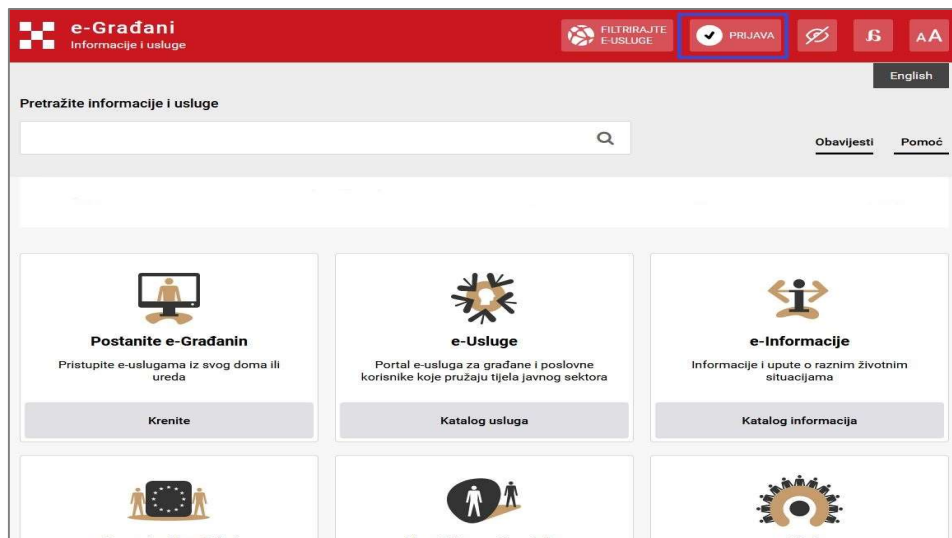 e-Građani
Informacije i usluge
FILTRIRAJTE
E-USLUGE
PRIJAVA
AA
English
Pretražite informacije i usluge
Obavijesti
Pomoć
Postanite e-Građanin
Pristupite e-uslugama iz svog doma ili
ureda
Krenite
e-Usluge
Portal e-usluga za građane i poslovne
korisnike koje pružaju tijela javnog sektora
Katalog usluga
e-Informacije
Informacije i upute o raznim životnim
situacijama
Katalog informacija